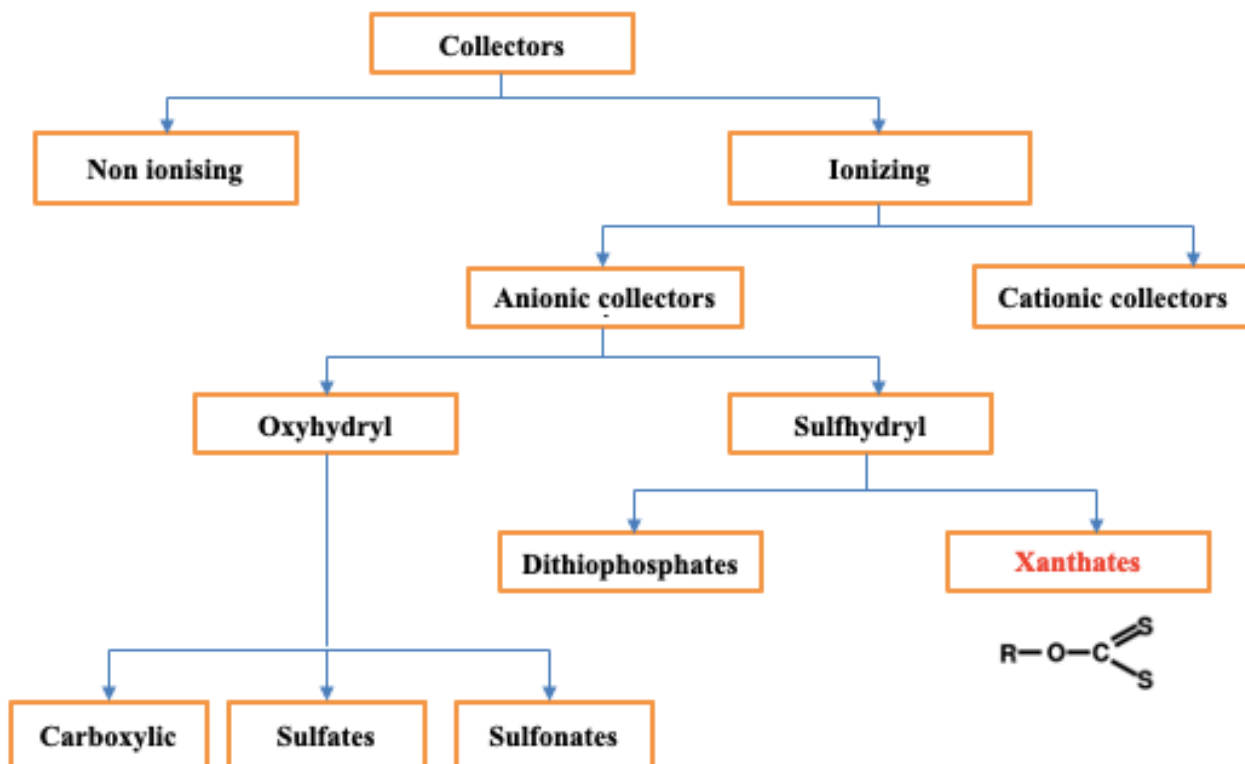 Collectors
Non ionising
Ionizing
Anionic collectors
Cationic collectors
Oxyhydryl
Sulfhydryl
Dithiophosphates
Xanthates
R—O—C
S
S
Carboxylic
Sulfates
Sulfonates